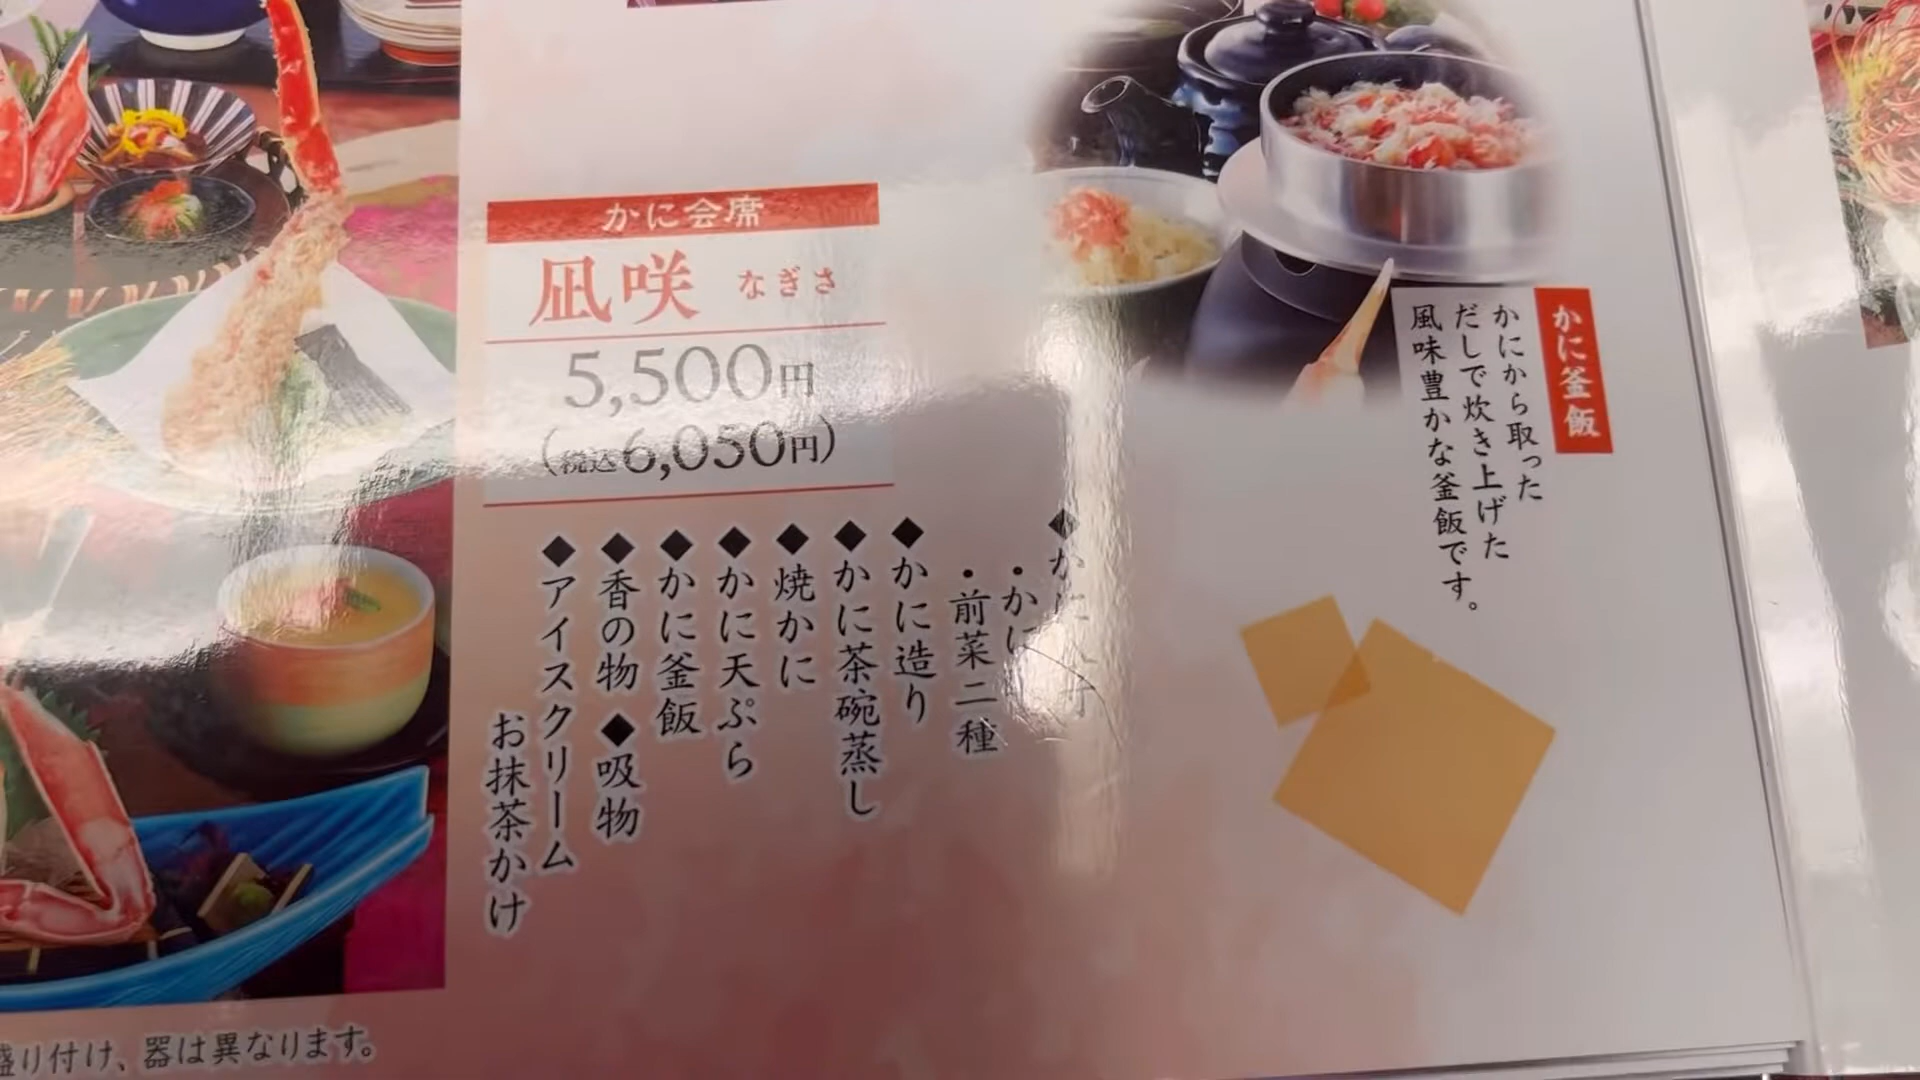 かに会席
凪咲 なぎさ
5,500円
(税込6,050円)
・前菜二種
◆かに造り
◆かに茶碗蒸し
◆焼かに
◆かに天ぷら
◆かに釜飯
◆香の物 ◆吸物
◆アイスクリーム
お抹茶かけ
かに釜飯
かにから取った
だしで炊き上げた
風味豊かな釜飯です。
盛り付け、器は異なります。